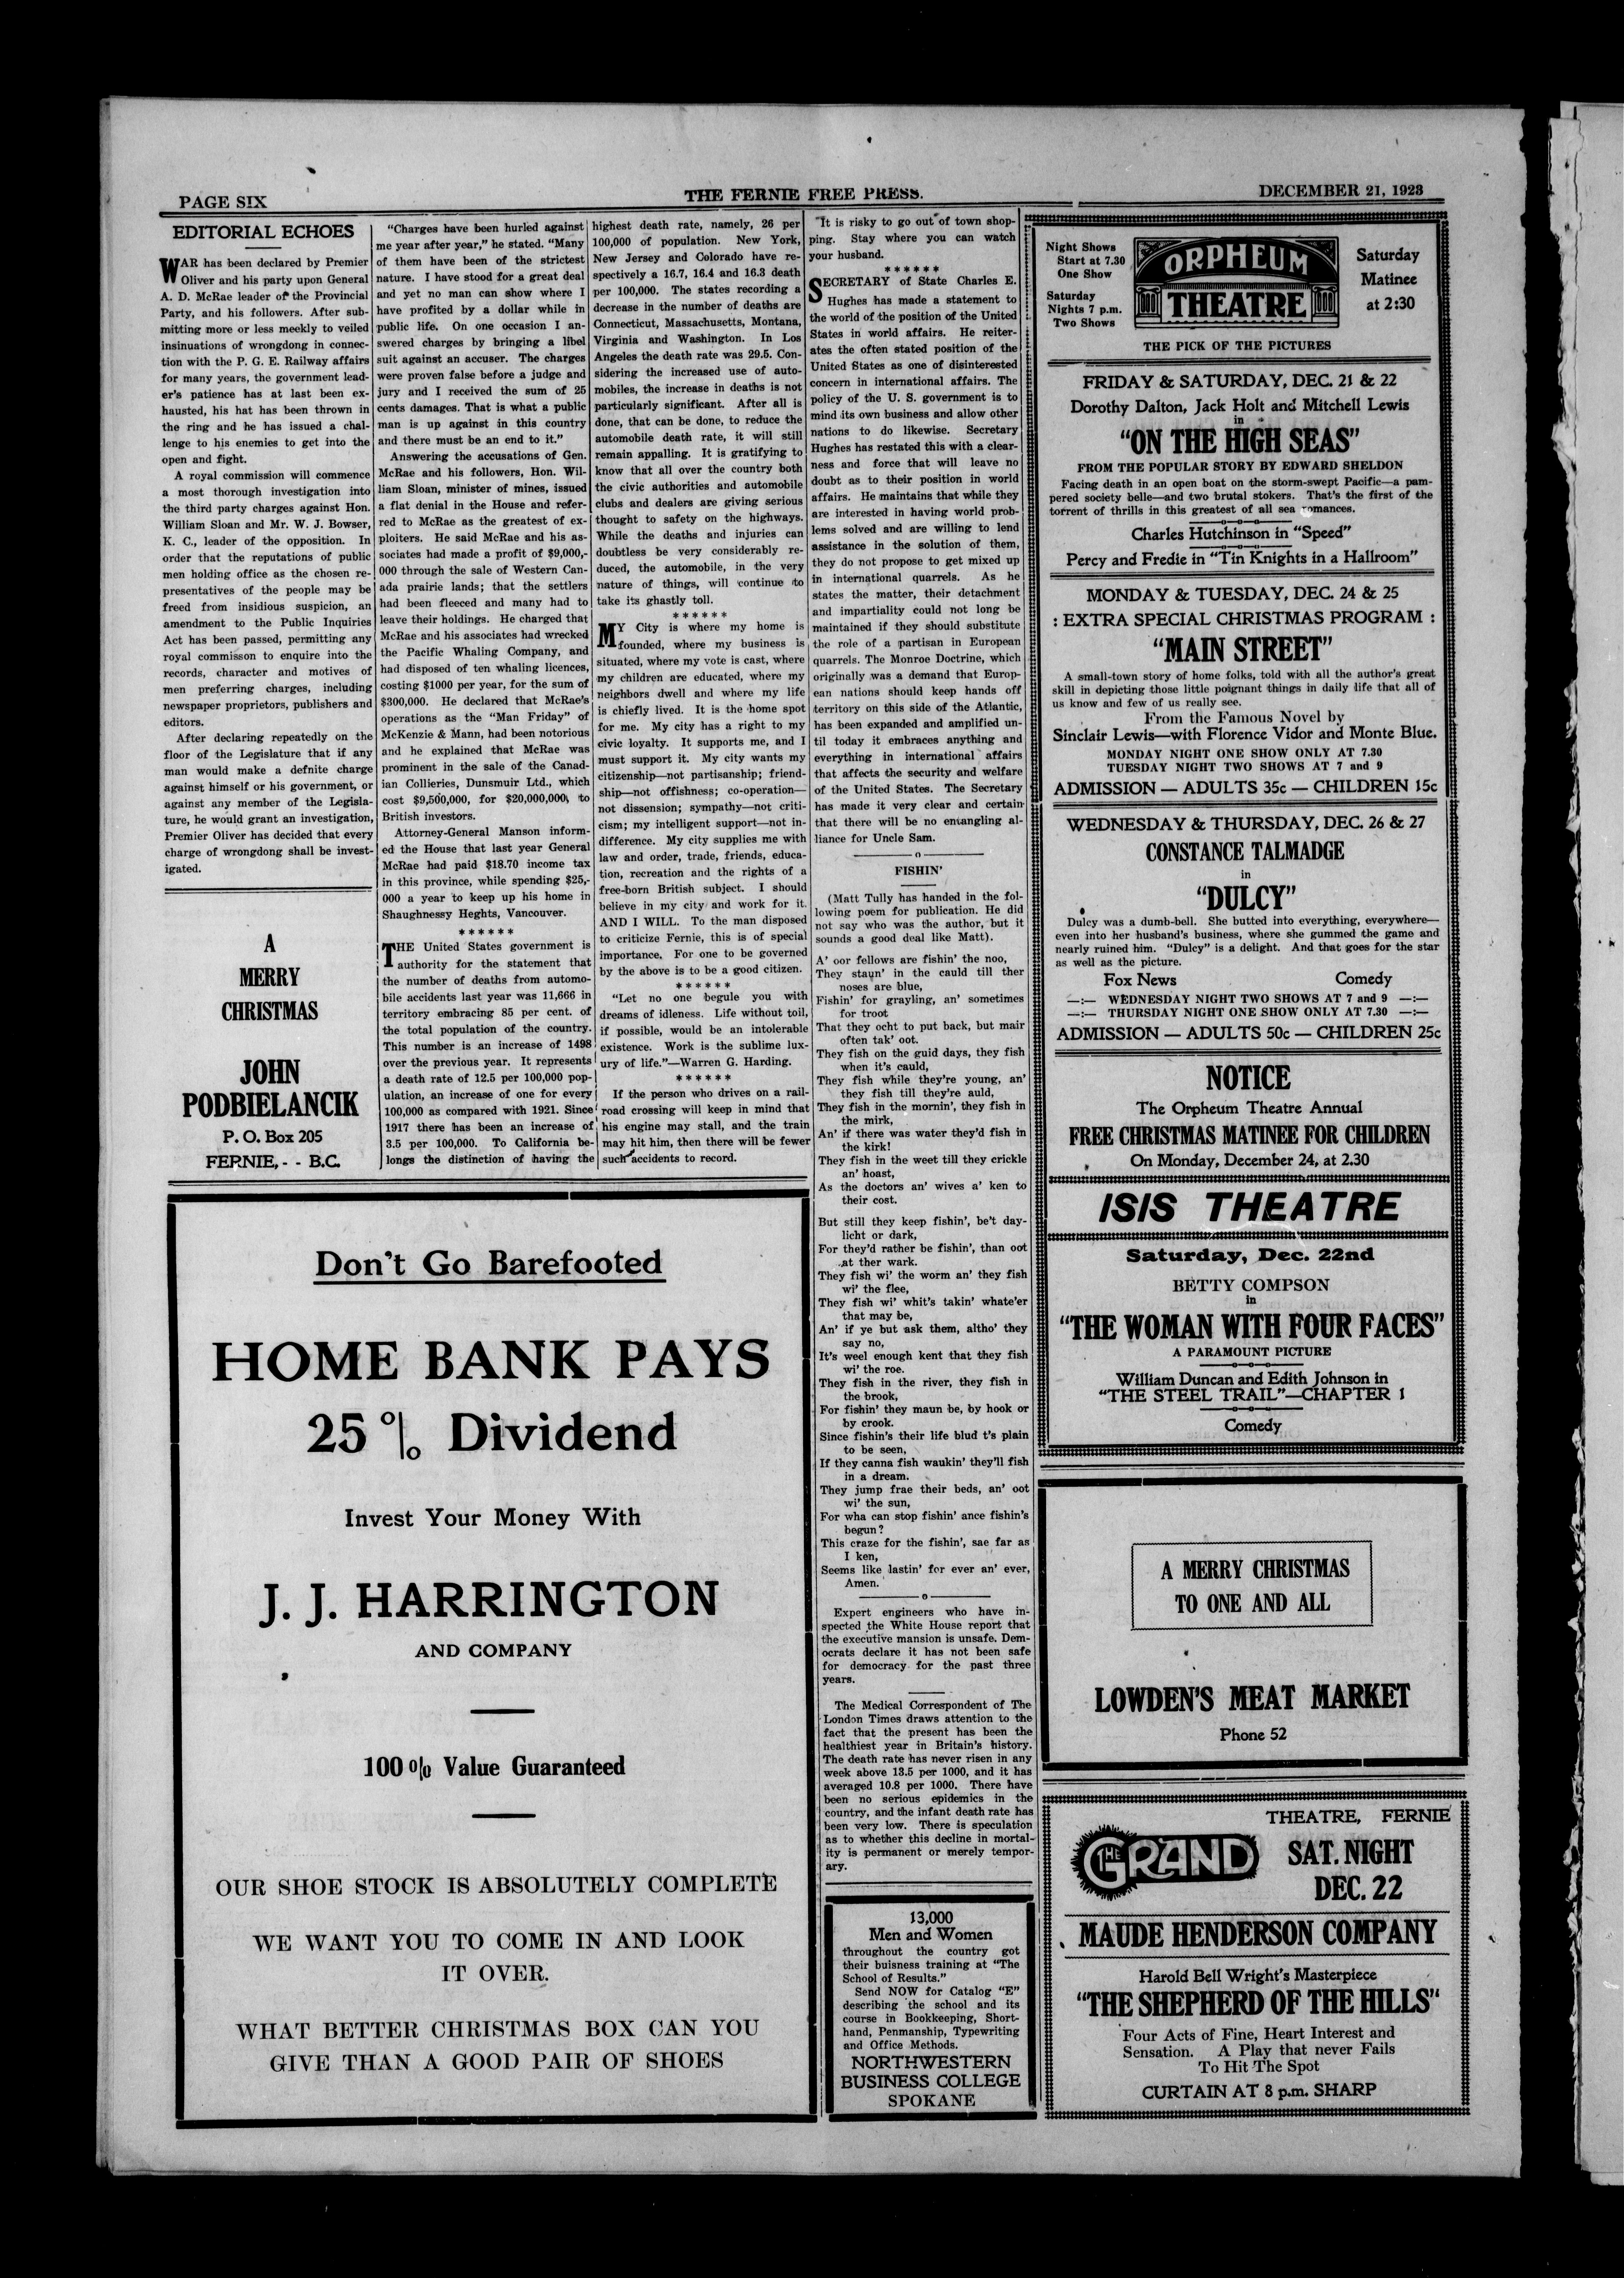 PAGE SIX
THE FERNIE FREE PRESS.
DECEMBER 21, 1923
EDITORIAL ECHOES
WAR has been declared by Premier
Oliver and his party upon General
A. D. McRae leader of the Provincial
Party, and his followers. After sub-
mitting more or less meekly to veiled
insinuations of wrongdong in connec-
tion with the P. G. E. Railway affairs
for many years, the government lead-
er's patience has at last been ex-
hausted, his hat has been thrown in
the ring and he has issued a chal-
lenge to his enemies to get into the
open and fight.
A royal commission will commence
a most thorough investigation into
the third party charges against Hon.
William Sloan and Mr. W. J. Bowser,
K. C., leader of the opposition. In
order that the reputations of public
men holding office as the chosen re-
presentatives of the people may be
freed from insidious suspicion, an
amendment to the Public Inquiries
Act has been passed, permitting any
royal commisson to enquire into the
records, character and motives of
men preferring charges, including
newspaper proprietors, publishers and
editors.
After declaring repeatedly on the
floor of the Legislature that if any
man would make a defnite charge
against himself or his government, or
against any member of the Legisla-
ture, he would grant an investigation,
Premier Oliver has decided that every
charge of wrongdong shall be invest-
igated.
A
MERRY
CHRISTMAS
JOHN
PODBIELANCIK
P. O. Box 205
FERNIE, - - B.C.
"Charges have been hurled against
me year after year," he stated. "Many
of them have been of the strictest
nature. I have stood for a great deal
and yet no man can show where I
have profited by a dollar while in
public life. On one occasion I an-
swered charges by bringing a libel
suit against an accuser. The charges
were proven false before a judge and
jury and I received the sum of 25
cents damages. That is what a public
man is up against in this country
and there must be an end to it."
Answering the accusations of Gen.
McRae and his followers, Hon. Wil-
liam Sloan, minister of mines, issued
a flat denial in the House and refer-
red to McRae as the greatest of ex-
ploiters. He said McRae and his as-
sociates had made a profit of $9,000,-
000 through the sale of Western Can-
ada prairie lands; that the settlers
had been fleeced and many had to
leave their holdings. He charged that
McRae and his associates had wrecked
the Pacific Whaling Company, and
had disposed of ten whaling licences,
costing $1000 per year, for the sum of
$300,000. He declared that McRae's
operations as the "Man Friday" of
McKenzie & Mann, had been notorious
and he explained that McRae was
prominent in the sale of the Canad-
ian Collieries, Dunsmuir Ltd., which
cost $9,500,000, for $20,000,000, to
British investors.
Attorney-General Manson inform-
ed the House that last year General
McRae had paid $18.70 income tax
in this province, while spending $25,-
000 a year to keep up his home in
Shaughnessy Heghts, Vancouver.
******
THE United States government is
authority for the statement that
the number of deaths from automo-
bile accidents last year was 11,666 in
territory embracing 85 per cent. of
the total population of the country.
This number is an increase of 1498
over the previous year. It represents
a death rate of 12.5 per 100,000 pop-
ulation, an increase of one for every
100,000 as compared with 1921. Since
1917 there has been an increase of
3.5 per 100,000. To California be-
longs the distinction of having the
highest death rate, namely, 26 per
100,000 of population. New York,
New Jersey and Colorado have re-
spectively a 16.7, 16.4 and 16.3 death
per 100,000. The states recording a
decrease in the number of deaths are
Connecticut, Massachusetts, Montana,
Virginia and Washington. In Los
Angeles the death rate was 29.5. Con-
sidering the increased use of auto-
mobiles, the increase in deaths is not
particularly significant. After all is
done, that can be done, to reduce the
automobile death rate, it will still
remain appalling. It is gratifying to
know that all over the country both
the civic authorities and automobile
clubs and dealers are giving serious
thought to safety on the highways.
While the deaths and injuries can
doubtless be very considerably re-
duced, the automobile, in the very
nature of things, will continue to
take its ghastly toll.
******
MY City is where my home is
founded, where my business is
situated, where my vote is cast, where
my children are educated, where my
neighbors dwell and where my life
is chiefly lived. It is the home spot
for me. My city has a right to my
civic loyalty. It supports me, and I
must support it. My city wants my
citizenship—not partisanship; friend-
ship—not offishness; co-operation—
not dissension; sympathy—not criti-
cism; my intelligent support—not in-
difference. My city supplies me with
law and order, trade, friends, educa-
tion, recreation and the rights of a
free-born British subject. I should
believe in my city and work for it.
AND I WILL. To the man disposed
to criticize Fernie, this is of special
importance. For one to be governed
by the above is to be a good citizen.
******
"Let no one begule you with
dreams of idleness. Life without toil,
if possible, would be an intolerable
existence. Work is the sublime lux-
ury of life."—Warren G. Harding.
******
If the person who drives on a rail-
road crossing will keep in mind that
his engine may stall, and the train
may hit him, then there will be fewer
such accidents to record.
"It is risky to go out of town shop-
ping. Stay where you can watch
your husband.
******
SECRETARY of State Charles E.
Hughes has made a statement to
the world of the position of the United
States in world affairs. He reiter-
ates the often stated position of the
United States as one of disinterested
concern in international affairs. The
policy of the U. S. government is to
mind its own business and allow other
nations to do likewise. Secretary
Hughes has restated this with a clear-
ness and force that will leave no
doubt as to their position in world
affairs. He maintains that while they
are interested in having world prob-
lems solved and are willing to lend
assistance in the solution of them,
they do not propose to get mixed up
in international quarrels. As he
states the matter, their detachment
and impartiality could not long be
maintained if they should substitute
the role of a partisan in European
quarrels. The Monroe Doctrine, which
originally was a demand that Europ-
ean nations should keep hands off
territory on this side of the Atlantic,
has been expanded and amplified un-
til today it embraces anything and
everything in international affairs
that affects the security and welfare
of the United States. The Secretary
has made it very clear and certain
that there will be no entangling al-
liance for Uncle Sam.
FISHIN'
(Matt Tully has handed in the fol-
lowing poem for publication. He did
not say who was the author, but it
sounds a good deal like Matt).
A' oor fellows are fishin' the noo,
They stayn' in the cauld till ther
noses are blue,
Fishin' for grayling, an' sometimes
for troot
That they ocht to put back, but mair
often tak' oot.
They fish on the guid days, they fish
when it's cauld,
They fish while they're young, an'
they fish till they're auld,
They fish in the mornin', they fish in
the mirk,
An' if there was water they'd fish in
the kirk!
They fish in the weet till they crickle
an' hoast,
As the doctors an' wives a' ken to
their cost.
But still they keep fishin', be't day-
licht or dark,
For they'd rather be fishin', than oot
at ther wark.
They fish wi' the worm an' they fish
wi' the flee,
They fish wi' whit's takin' whate'er
that may be,
An' if ye but ask them, altho' they
say no,
It's weel enough kent that they fish
wi' the roe.
They fish in the river, they fish in
the brook,
For fishin' they maun be, by hook or
by crook.
Since fishin's their life blud t's plain
to be seen,
If they canna fish waukin' they'll fish
in a dream.
They jump frae their beds, an' oot
wi' the sun,
For wha can stop fishin' ance fishin's
begun?
This craze for the fishin', sae far as
I ken,
Seems like lastin' for ever an' ever,
Amen.
Expert engineers who have in-
spected the White House report that
the executive mansion is unsafe. Dem-
ocrats declare it has not been safe
for democracy for the past three
years.
The Medical Correspondent of The
London Times draws attention to the
fact that the present has been the
healthiest year in Britain's history.
The death rate has never risen in any
week above 13.5 per 1000, and it has
averaged 10.8 per 1000. There have
been no serious epidemics in the
country, and the infant death rate has
been very low. There is speculation
as to whether this decline in mortal-
ity is permanent or merely tempor-
ary.
13,000
Men and Women
throughout the country got
their buisness training at "The
School of Results."
Send NOW for Catalog "E"
describing the school and its
course in Bookkeeping, Short-
hand, Penmanship, Typewriting
and Office Methods.
NORTHWESTERN
BUSINESS COLLEGE
SPOKANE
Don't Go Barefooted
HOME BANK PAYS
25% Dividend
Invest Your Money With
J. J. HARRINGTON
AND COMPANY
100% Value Guaranteed
OUR SHOE STOCK IS ABSOLUTELY COMPLETE
WE WANT YOU TO COME IN AND LOOK
IT OVER.
WHAT BETTER CHRISTMAS BOX CAN YOU
GIVE THAN A GOOD PAIR OF SHOES
Night Shows
Start at 7.30
One Show
Saturday
Nights 7 p.m.
Two Shows
ORPHEUM
THEATRE
Saturday
Matinee
at 2:30
THE PICK OF THE PICTURES
FRIDAY & SATURDAY, DEC. 21 & 22
Dorothy Dalton, Jack Holt and Mitchell Lewis
in
"ON THE HIGH SEAS"
FROM THE POPULAR STORY BY EDWARD SHELDON
Facing death in an open boat on the storm-swept Pacific—a pam-
pered society belle—and two brutal stokers. That's the first of the
torrent of thrills in this greatest of all sea romances.
Charles Hutchinson in "Speed"
Percy and Fredie in "Tin Knights in a Hallroom"
MONDAY & TUESDAY, DEC. 24 & 25
: EXTRA SPECIAL CHRISTMAS PROGRAM :
"MAIN STREET"
A small-town story of home folks, told with all the author's great
skill in depicting those little poignant things in daily life that all of
us know and few of us really see.
From the Famous Novel by
Sinclair Lewis—with Florence Vidor and Monte Blue.
MONDAY NIGHT ONE SHOW ONLY AT 7.30
TUESDAY NIGHT TWO SHOWS AT 7 and 9
ADMISSION — ADULTS 35c — CHILDREN 15c
WEDNESDAY & THURSDAY, DEC. 26 & 27
CONSTANCE TALMADGE
in
"DULCY"
Dulcy was a dumb-bell. She butted into everything, everywhere—
even into her husband's business, where she gummed the game and
nearly ruined him. "Dulcy" is a delight. And that goes for the star
as well as the picture.
Fox News Comedy
—:— WEDNESDAY NIGHT TWO SHOWS AT 7 and 9 —:—
—:— THURSDAY NIGHT ONE SHOW ONLY AT 7.30 —:—
ADMISSION — ADULTS 50c — CHILDREN 25c
NOTICE
The Orpheum Theatre Annual
FREE CHRISTMAS MATINEE FOR CHILDREN
On Monday, December 24, at 2.30
ISIS THEATRE
Saturday, Dec. 22nd
BETTY COMPSON
in
"THE WOMAN WITH FOUR FACES"
A PARAMOUNT PICTURE
William Duncan and Edith Johnson in
"THE STEEL TRAIL"—CHAPTER 1
Comedy
A MERRY CHRISTMAS
TO ONE AND ALL
LOWDEN'S MEAT MARKET
Phone 52
THE GRAND
THEATRE, FERNIE
SAT. NIGHT
DEC. 22
MAUDE HENDERSON COMPANY
Harold Bell Wright's Masterpiece
"THE SHEPHERD OF THE HILLS"
Four Acts of Fine, Heart Interest and
Sensation. A Play that never Fails
To Hit The Spot
CURTAIN AT 8 p.m. SHARP